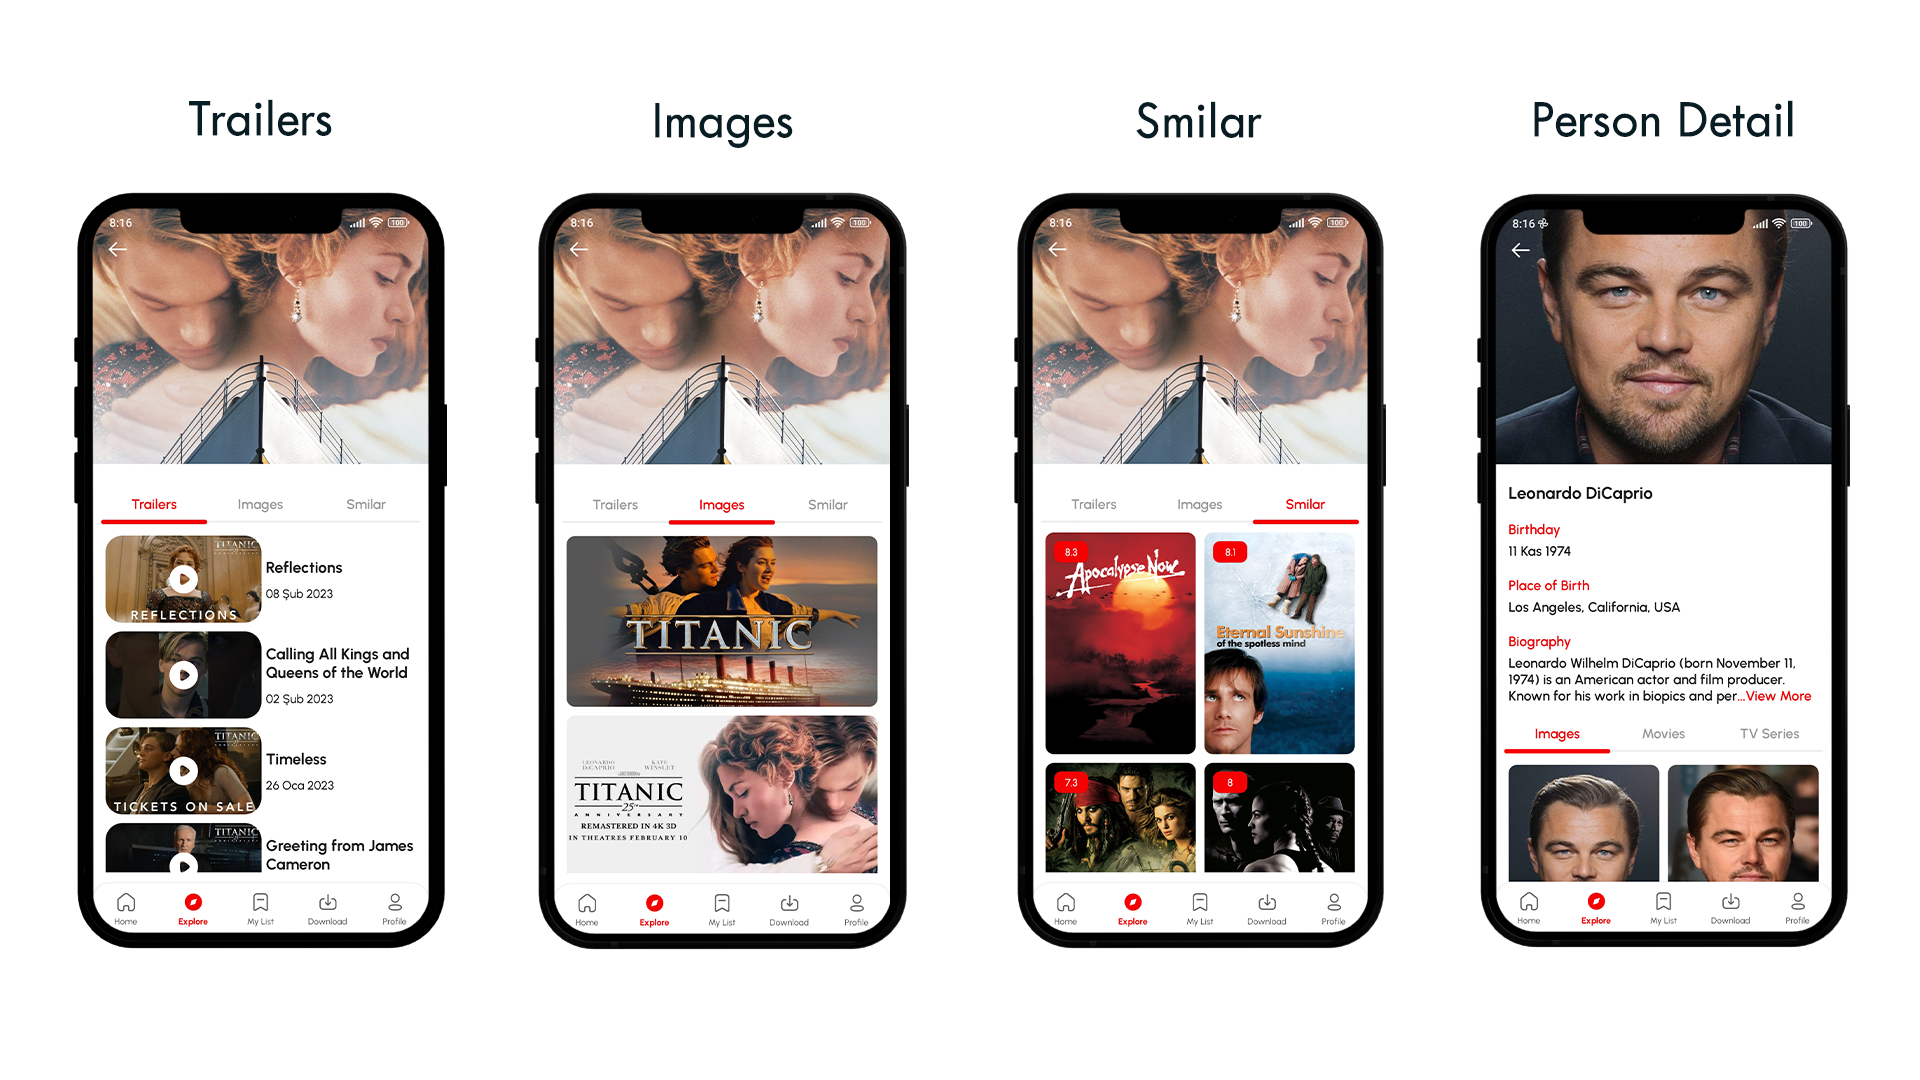 Trailers
Images
Smilar
Person Detail
8:16
100
TITANIC
Trailers
Images
Smilar
TITANIC
REFLECTIONS
Reflections
08 Şub 2023
Calling All Kings and
Queens of the World
02 Şub 2023
TITANIC
TICKETS ON SALE
Timeless
26 Oca 2023
TITANIC
Greeting from James
Cameron
Home
Explore
My List
Download
Profile
8:16
100
Trailers
Images
Smilar
TITANIC
LEONARDO
DiCAPRIO
KATE
WINSLET
TITANIC
25TH
ANNIVERSARY
REMASTERED IN 4K 3D
IN THEATRES FEBRUARY 10
Home
Explore
My List
Download
Profile
8:16
100
Trailers
Images
Smilar
8.3
Apocalypse Now
8.1
Eternal Sunshine
of the spotless mind
7.3
8
Home
Explore
My List
Download
Profile
8:16
100
Leonardo DiCaprio
Birthday
11 Kas 1974
Place of Birth
Los Angeles, California, USA
Biography
Leonardo Wilhelm DiCaprio (born November 11,
1974) is an American actor and film producer.
Known for his work in biopics and per...View More
Images
Movies
TV Series
Home
Explore
My List
Download
Profile